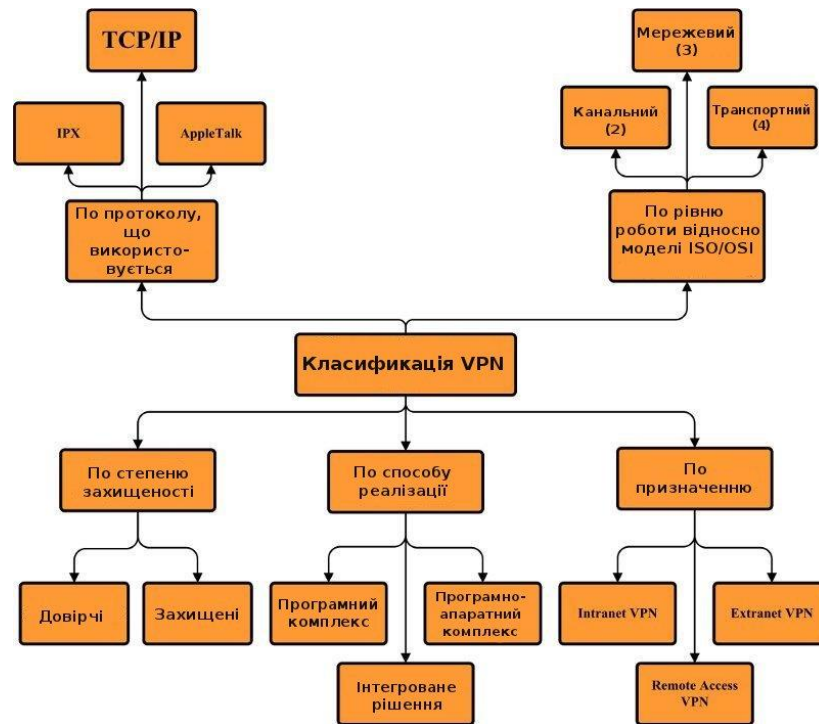 TCP/IP
Мережевий
(3)
IPX
AppleTalk
Канальний
(2)
Транспортний
(4)
По протоколу,
що
використо-
вується
По рівню
роботи відносно
моделі ISO/OSI
Класифікація VPN
По степеню
захищеності
По способу
реалізації
По
призначенню
Довірчі
Захищені
Програмний
комплекс
Програмно-
апаратний
комплекс
Intranet VPN
Extranet VPN
Інтегроване
рішення
Remote Access
VPN